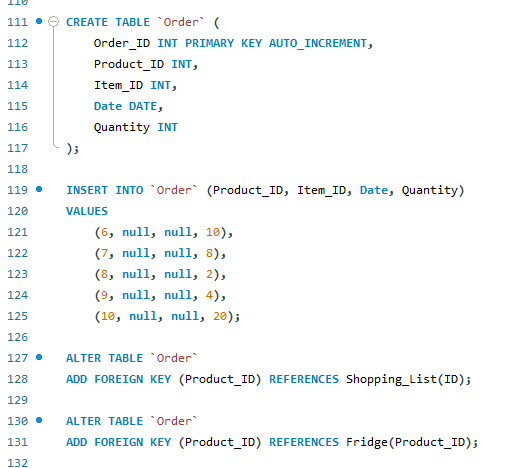 110
111 CREATE TABLE `Order` (
112 Order_ID INT PRIMARY KEY AUTO_INCREMENT,
113 Product_ID INT,
114 Item_ID INT,
115 Date DATE,
116 Quantity INT
117 );
118
119 INSERT INTO `Order` (Product_ID, Item_ID, Date, Quantity)
120 VALUES
121 (6, null, null, 10),
122 (7, null, null, 8),
123 (8, null, null, 2),
124 (9, null, null, 4),
125 (10, null, null, 20);
126
127 ALTER TABLE `Order`
128 ADD FOREIGN KEY (Product_ID) REFERENCES Shopping_List(ID);
129
130 ALTER TABLE `Order`
131 ADD FOREIGN KEY (Product_ID) REFERENCES Fridge(Product_ID);
132